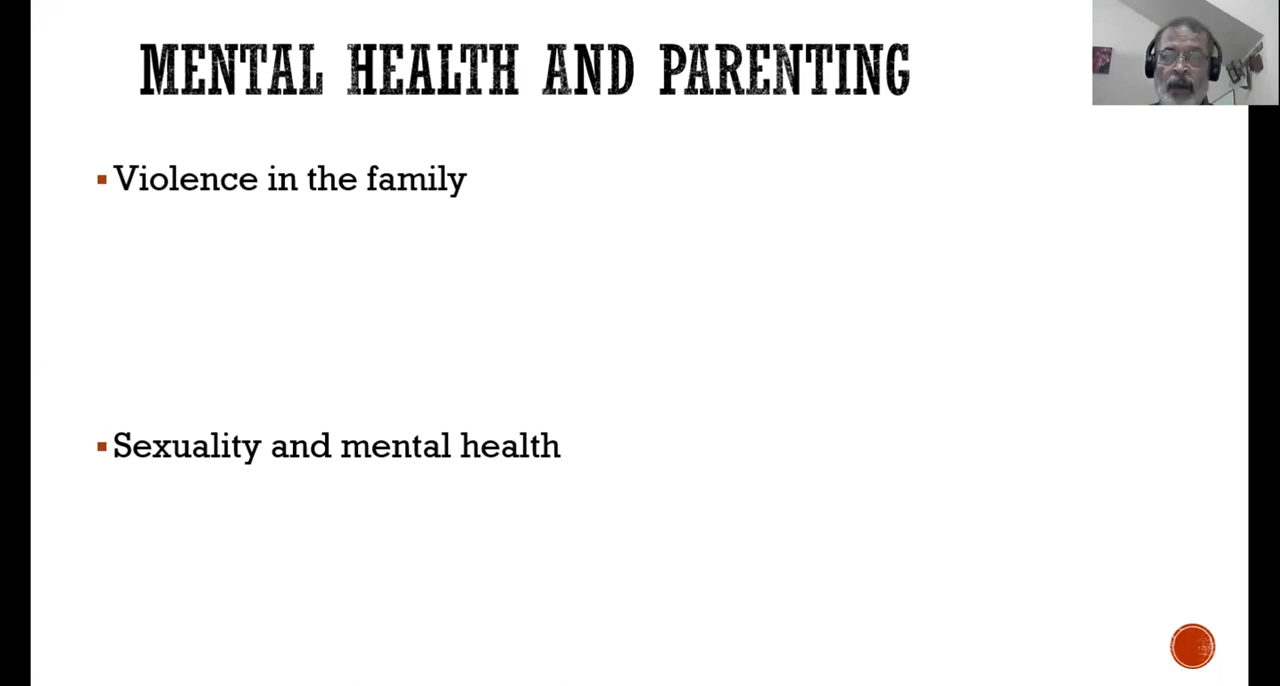 MENTAL HEALTH AND PARENTING
Violence in the family
Sexuality and mental health